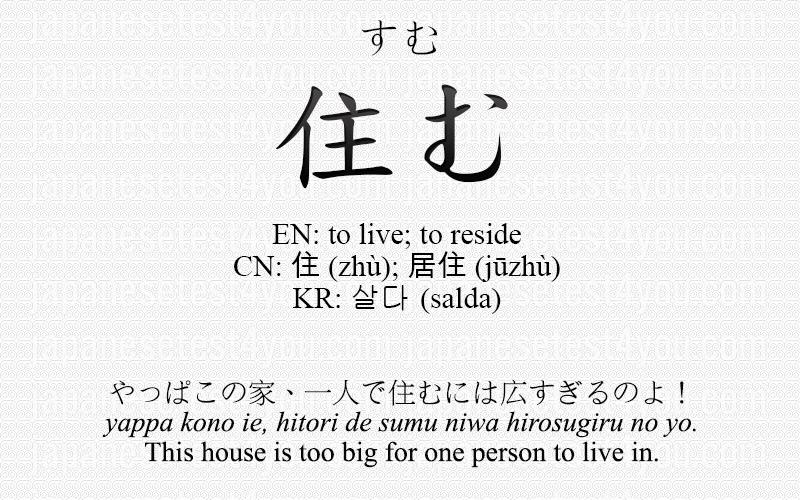 すむ
住む
EN: to live; to reside
CN: 住 (zhù); 居住 (jūzhù)
KR: 살다 (salda)
やっぱこの家、一人で住むには広すぎるのよ！
yappa kono ie, hitori de sumu niwa hirosugiru no yo.
This house is too big for one person to live in.
japanesetest4you.com